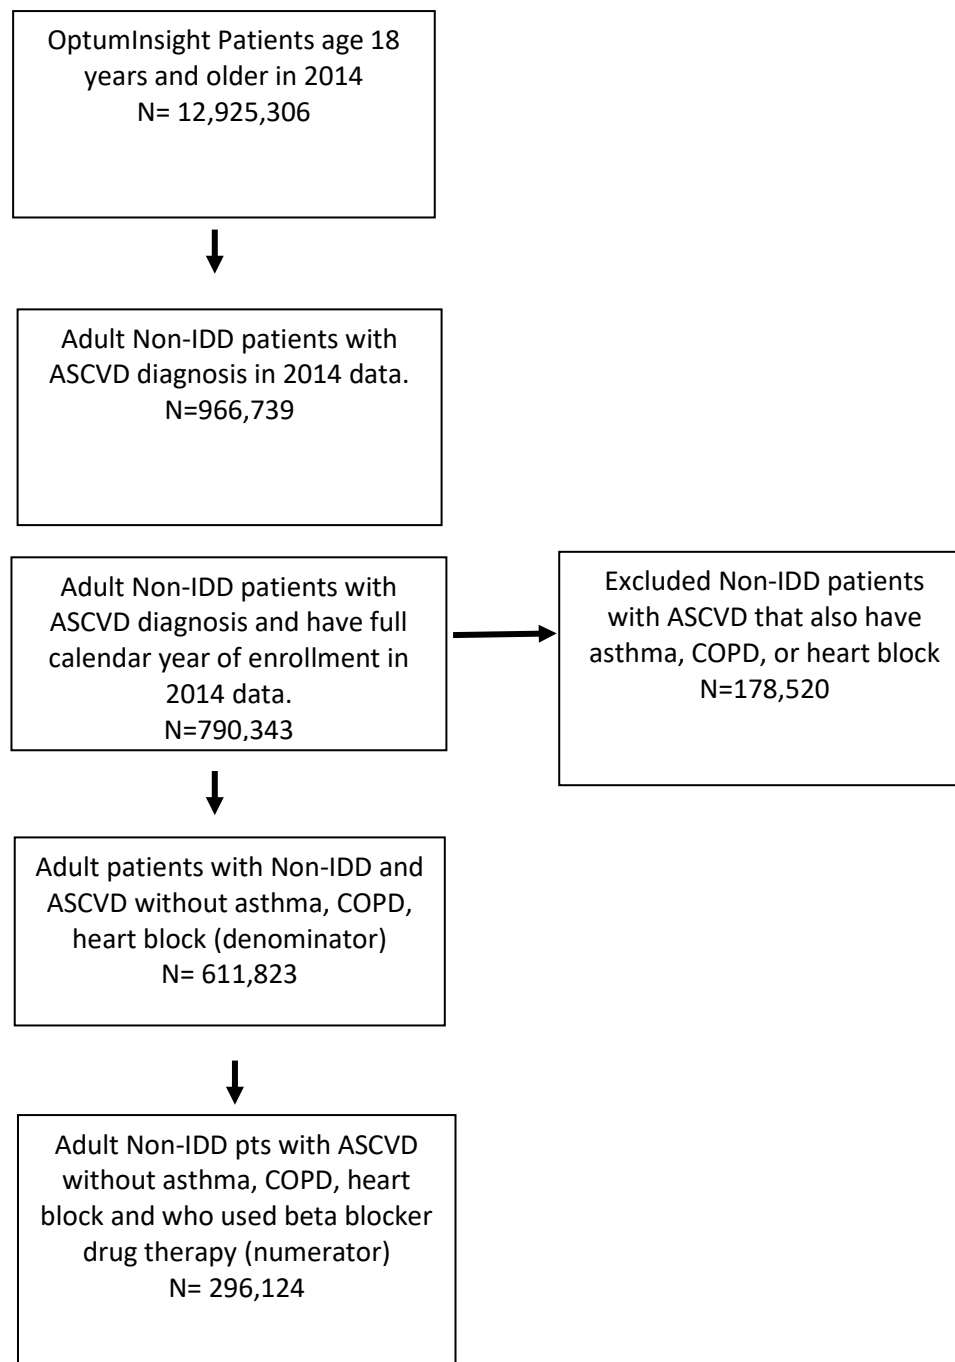 OptumInsight Patients age 18
years and older in 2014
N= 12,925,306
Adult Non-IDD patients with
ASCVD diagnosis in 2014 data.
N=966,739
Adult Non-IDD patients with
ASCVD diagnosis and have full
calendar year of enrollment in
2014 data.
N=790,343
Excluded Non-IDD patients
with ASCVD that also have
asthma, COPD, or heart block
N=178,520
Adult patients with Non-IDD and
ASCVD without asthma, COPD,
heart block (denominator)
N= 611,823
Adult Non-IDD pts with ASCVD
without asthma, COPD, heart
block and who used beta blocker
drug therapy (numerator)
N= 296,124